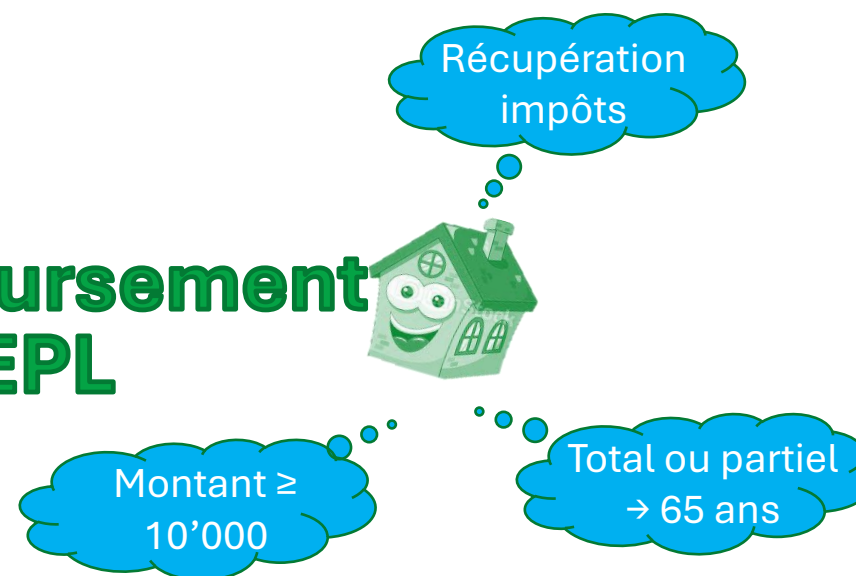 Récupération
impôts
ursement
EPL
Montant ≥
10’000
Total ou partiel
→ 65 ans